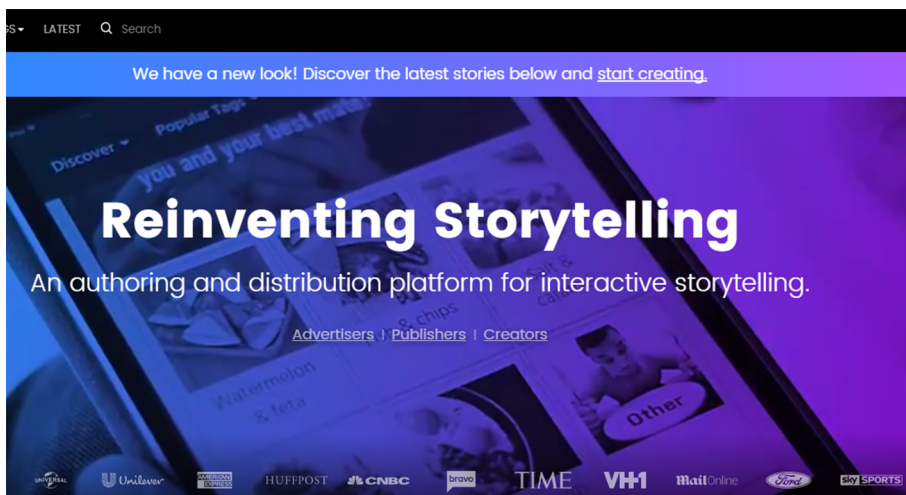 GS LATEST Search
We have a new look! Discover the latest stories below and start creating.
Discover Popular Tags
you and your best mate?
Reinventing Storytelling
An authoring and distribution platform for interactive storytelling.
Advertisers | Publishers | Creators
& chips
Watermelon
& feta
Other
UNIVERSAL Unilever AMERICAN EXPRESS HUFFPOST CNBC bravo TIME VH1 MailOnline Ford sky SPORTS